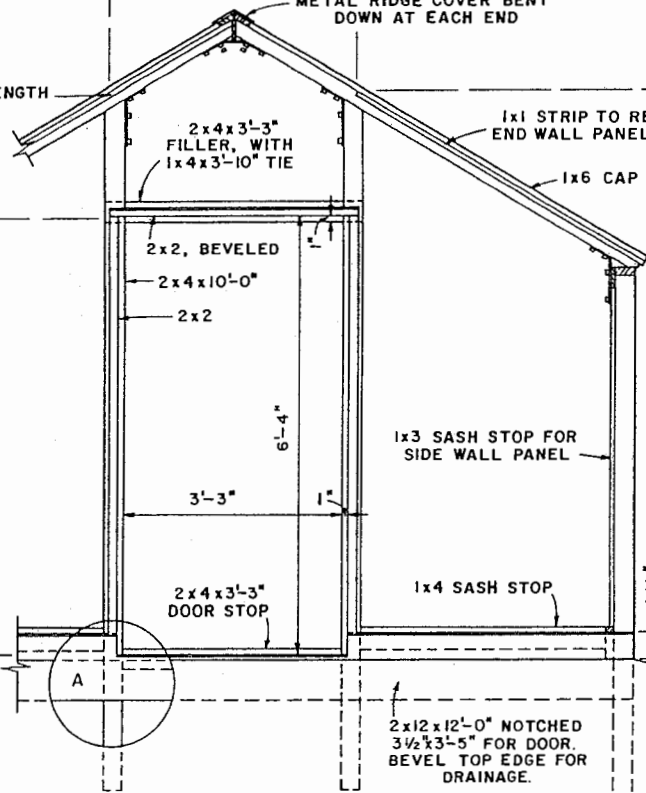 METAL RIDGE COVER BENT
DOWN AT EACH END
2x4x3'-3"
FILLER, WITH
1x4x3'-10" TIE
1x1 STRIP TO
END WALL PANEL
1x6 CAP
2x2, BEVELED
1"
2x4x10'-0"
2x2
6'-4"
1x3 SASH STOP FOR
SIDE WALL PANEL
3'-3"
1"
2x4x3'-3"
DOOR STOP
1x4 SASH STOP
A
2x12x12'-0" NOTCHED
3 1/2"x3'-5" FOR DOOR.
BEVEL TOP EDGE FOR
DRAINAGE.